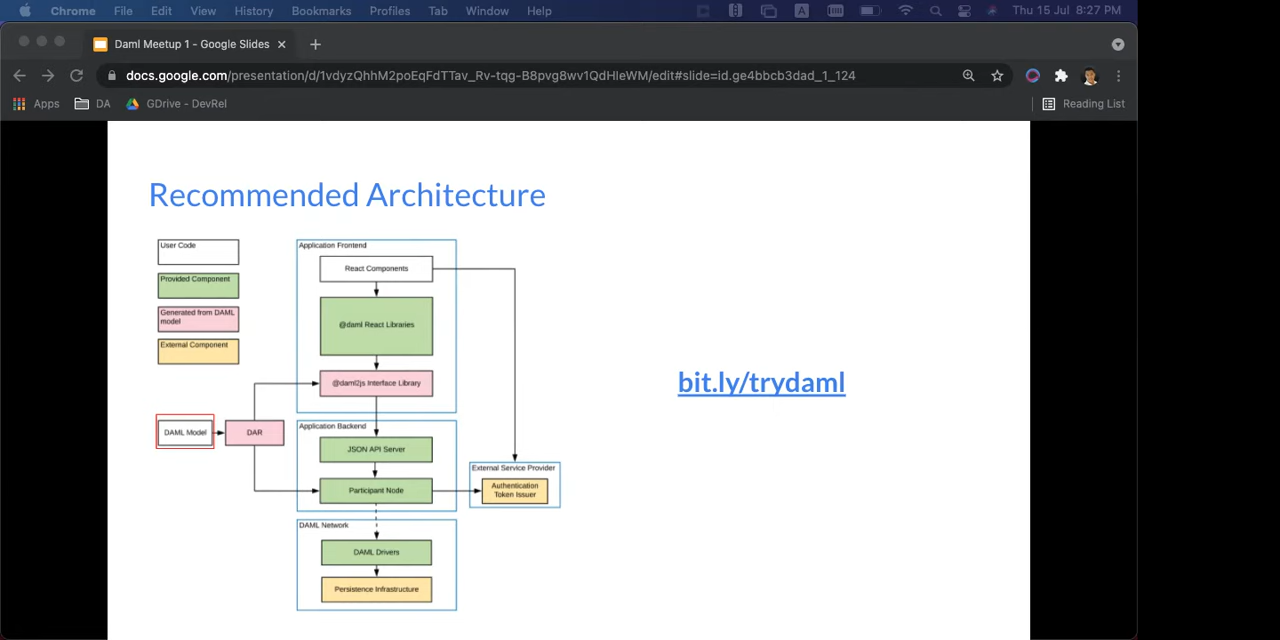 Chrome File Edit View History Bookmarks Profiles Tab Window Help
A
Thu 15 Jul 8:27 PM
Daml Meetup 1 - Google Slides
docs.google.com/presentation/d/1vdyzQhhM2poEqFdTTav_Rv-tqg-B8pvg8wv1QdHleWM/edit#slide=id.ge4bbcb3dad_1_124
Apps DA GDrive - DevRel
Reading List
Recommended Architecture
User Code
Provided Component
Generated from DAML
model
External Component
Application Frontend
React Components
@daml React Libraries
@daml2js Interface Library
DAML Model
DAR
Application Backend
JSON API Server
Participant Node
External Service Provider
Authentication
Token Issuer
DAML Network
DAML Drivers
Persistence Infrastructure
bit.ly/trydaml